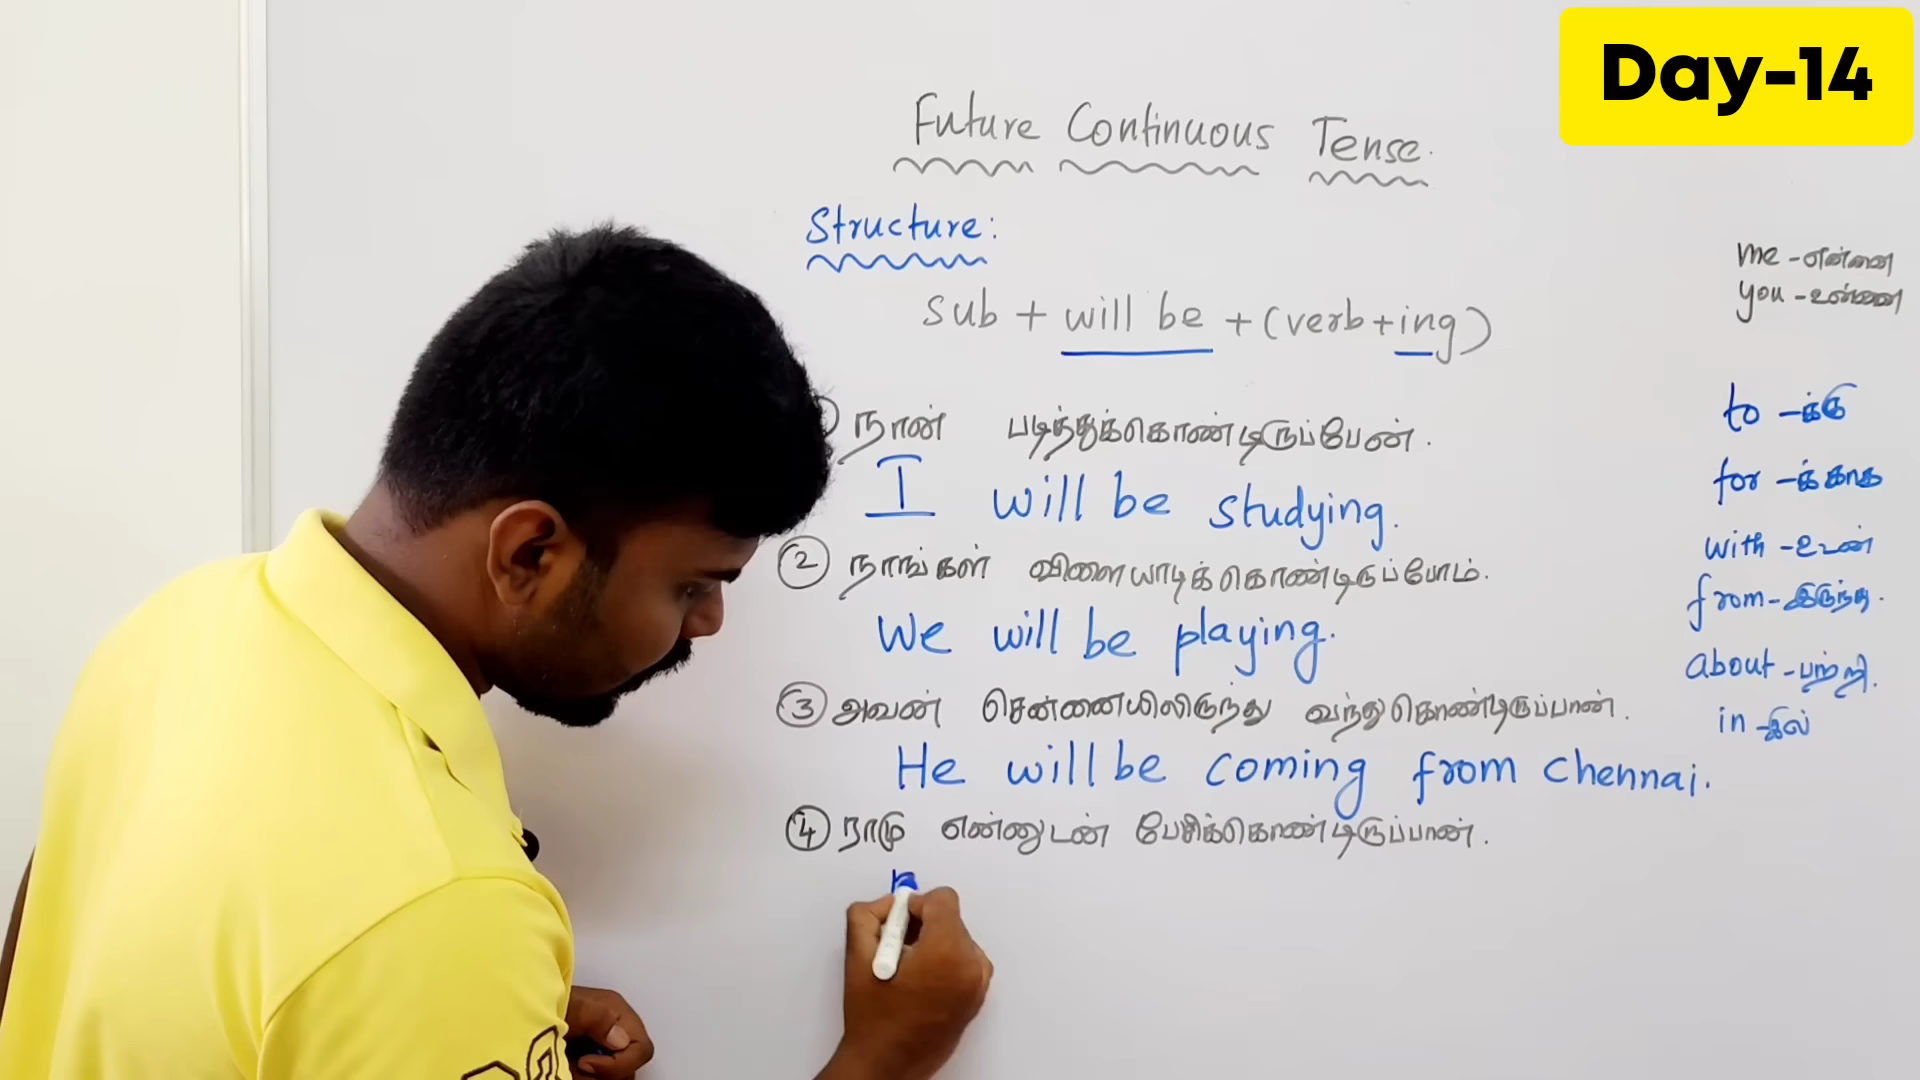 Day-14
Future Continuous Tense.
Structure:
sub + will be + (verb+ing)
நான் படித்துக்கொண்டிருப்பேன்.
I will be studying.
② நாங்கள் விளையாடிக்கொண்டிருப்போம்.
We will be playing.
③ அவன் சென்னையிலிருந்து வந்துகொண்டிருப்பான்.
He will be coming from Chennai.
④ என்னுடன் பேசிக்கொண்டிருப்பான்.
me - என்னை
you - உன்னை
to - க்கு
for - க்காக
with - உடன்
from - இருந்து.
about - பற்றி.
in - இல்